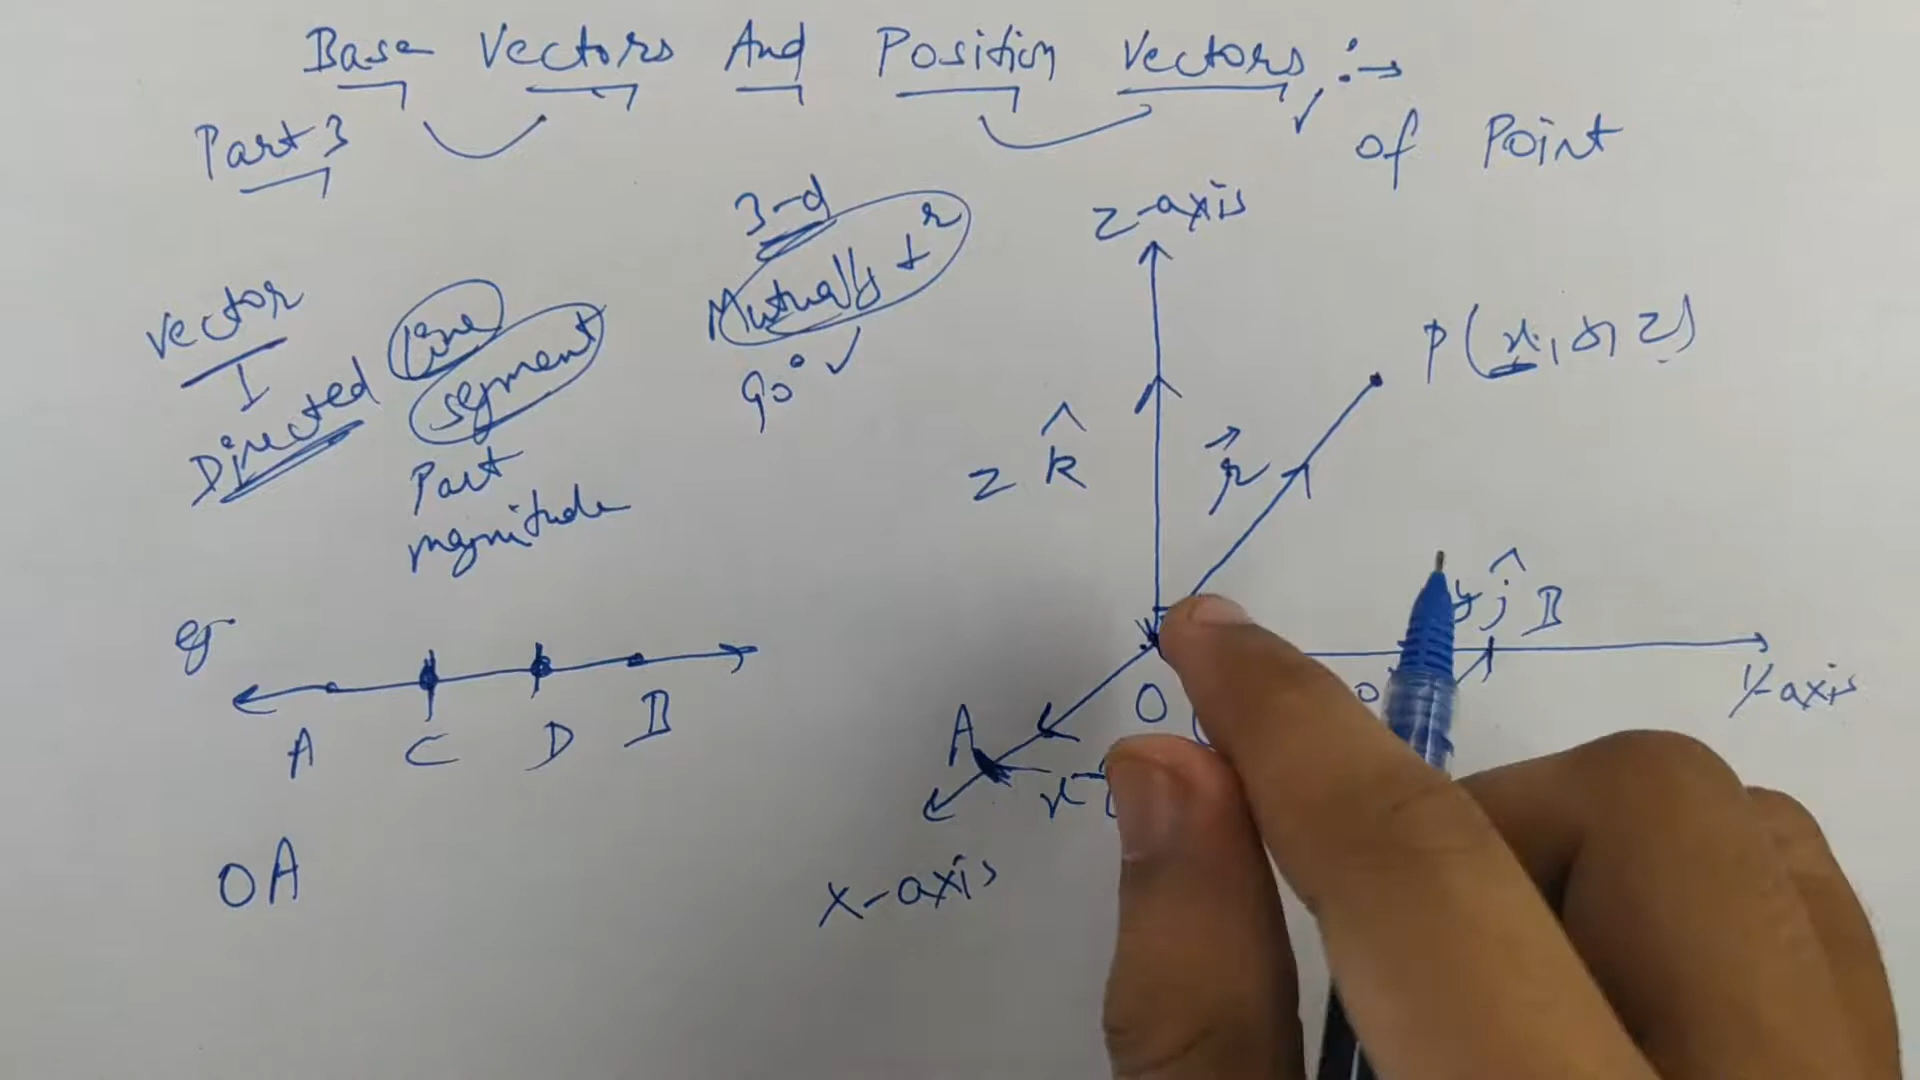 Base Vectors And Position Vectors :→
Part 3
of Point
3-d
z-axis
Mutually ⊥r
Vector
Directed
Line
segment
90° ✓
P(x, y, z)
Part
magnitude
z k̂
r⃗
y ĵ B
eg
A C D B
O
A
Y-axis
x
OA
X-axis